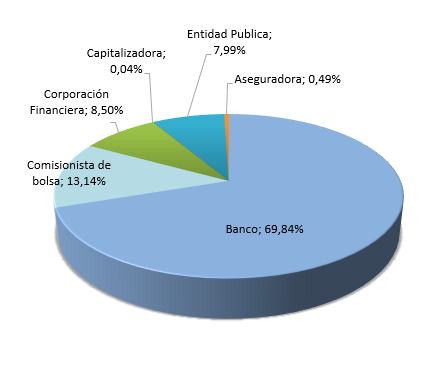 Entidad Publica;
7,99%
Capitalizadora;
0,04%
Aseguradora; 0,49%
Corporación
Financiera; 8,50%
Comisionista de
bolsa; 13,14%
Banco; 69,84%